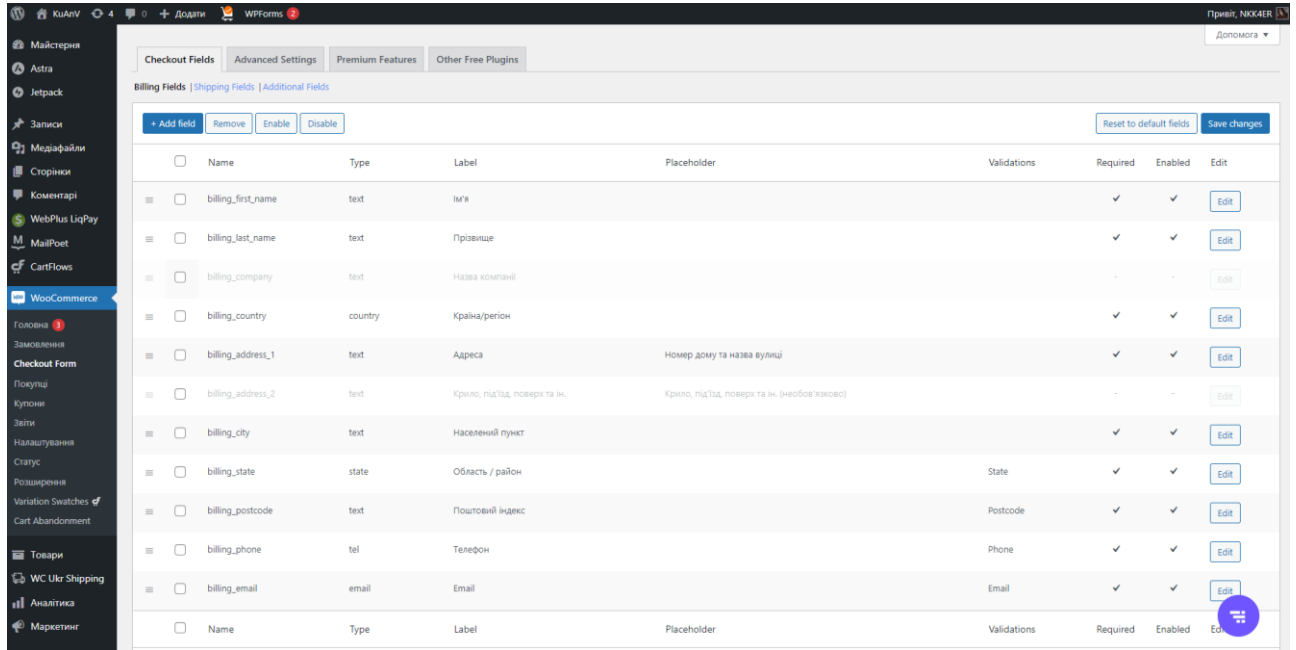 KuAnV 4 0 + Додати WPForms 2 Привіт, NKK4ER
Допомога ▼
Майстерня
Astra
Jetpack
Записи
Медіафайли
Сторінки
Коментарі
WebPlus LiqPay
MailPoet
CartFlows
WooCommerce
Головна 3
Замовлення
Checkout Form
Покупці
Купони
Звіти
Налаштування
Статус
Розширення
Variation Swatches
Cart Abandonment
Товари
WC Ukr Shipping
Аналітика
Маркетинг
Checkout Fields Advanced Settings Premium Features Other Free Plugins
Billing Fields | Shipping Fields | Additional Fields
+ Add field Remove Enable Disable Reset to default fields Save changes
Name Type Label Placeholder Validations Required Enabled Edit
billing_first_name text Ім'я Edit
billing_last_name text Прізвище Edit
billing_company text Назва компанії - - Edit
billing_country country Країна/регіон Edit
billing_address_1 text Адреса Номер дому та назва вулиці Edit
billing_address_2 text Крило, під'їзд, поверх та ін. Крило, під'їзд, поверх та ін. (необов'язково) - - Edit
billing_city text Населений пункт Edit
billing_state state Область / район State Edit
billing_postcode text Поштовий індекс Postcode Edit
billing_phone tel Телефон Phone Edit
billing_email email Email Email Edit
Name Type Label Placeholder Validations Required Enabled